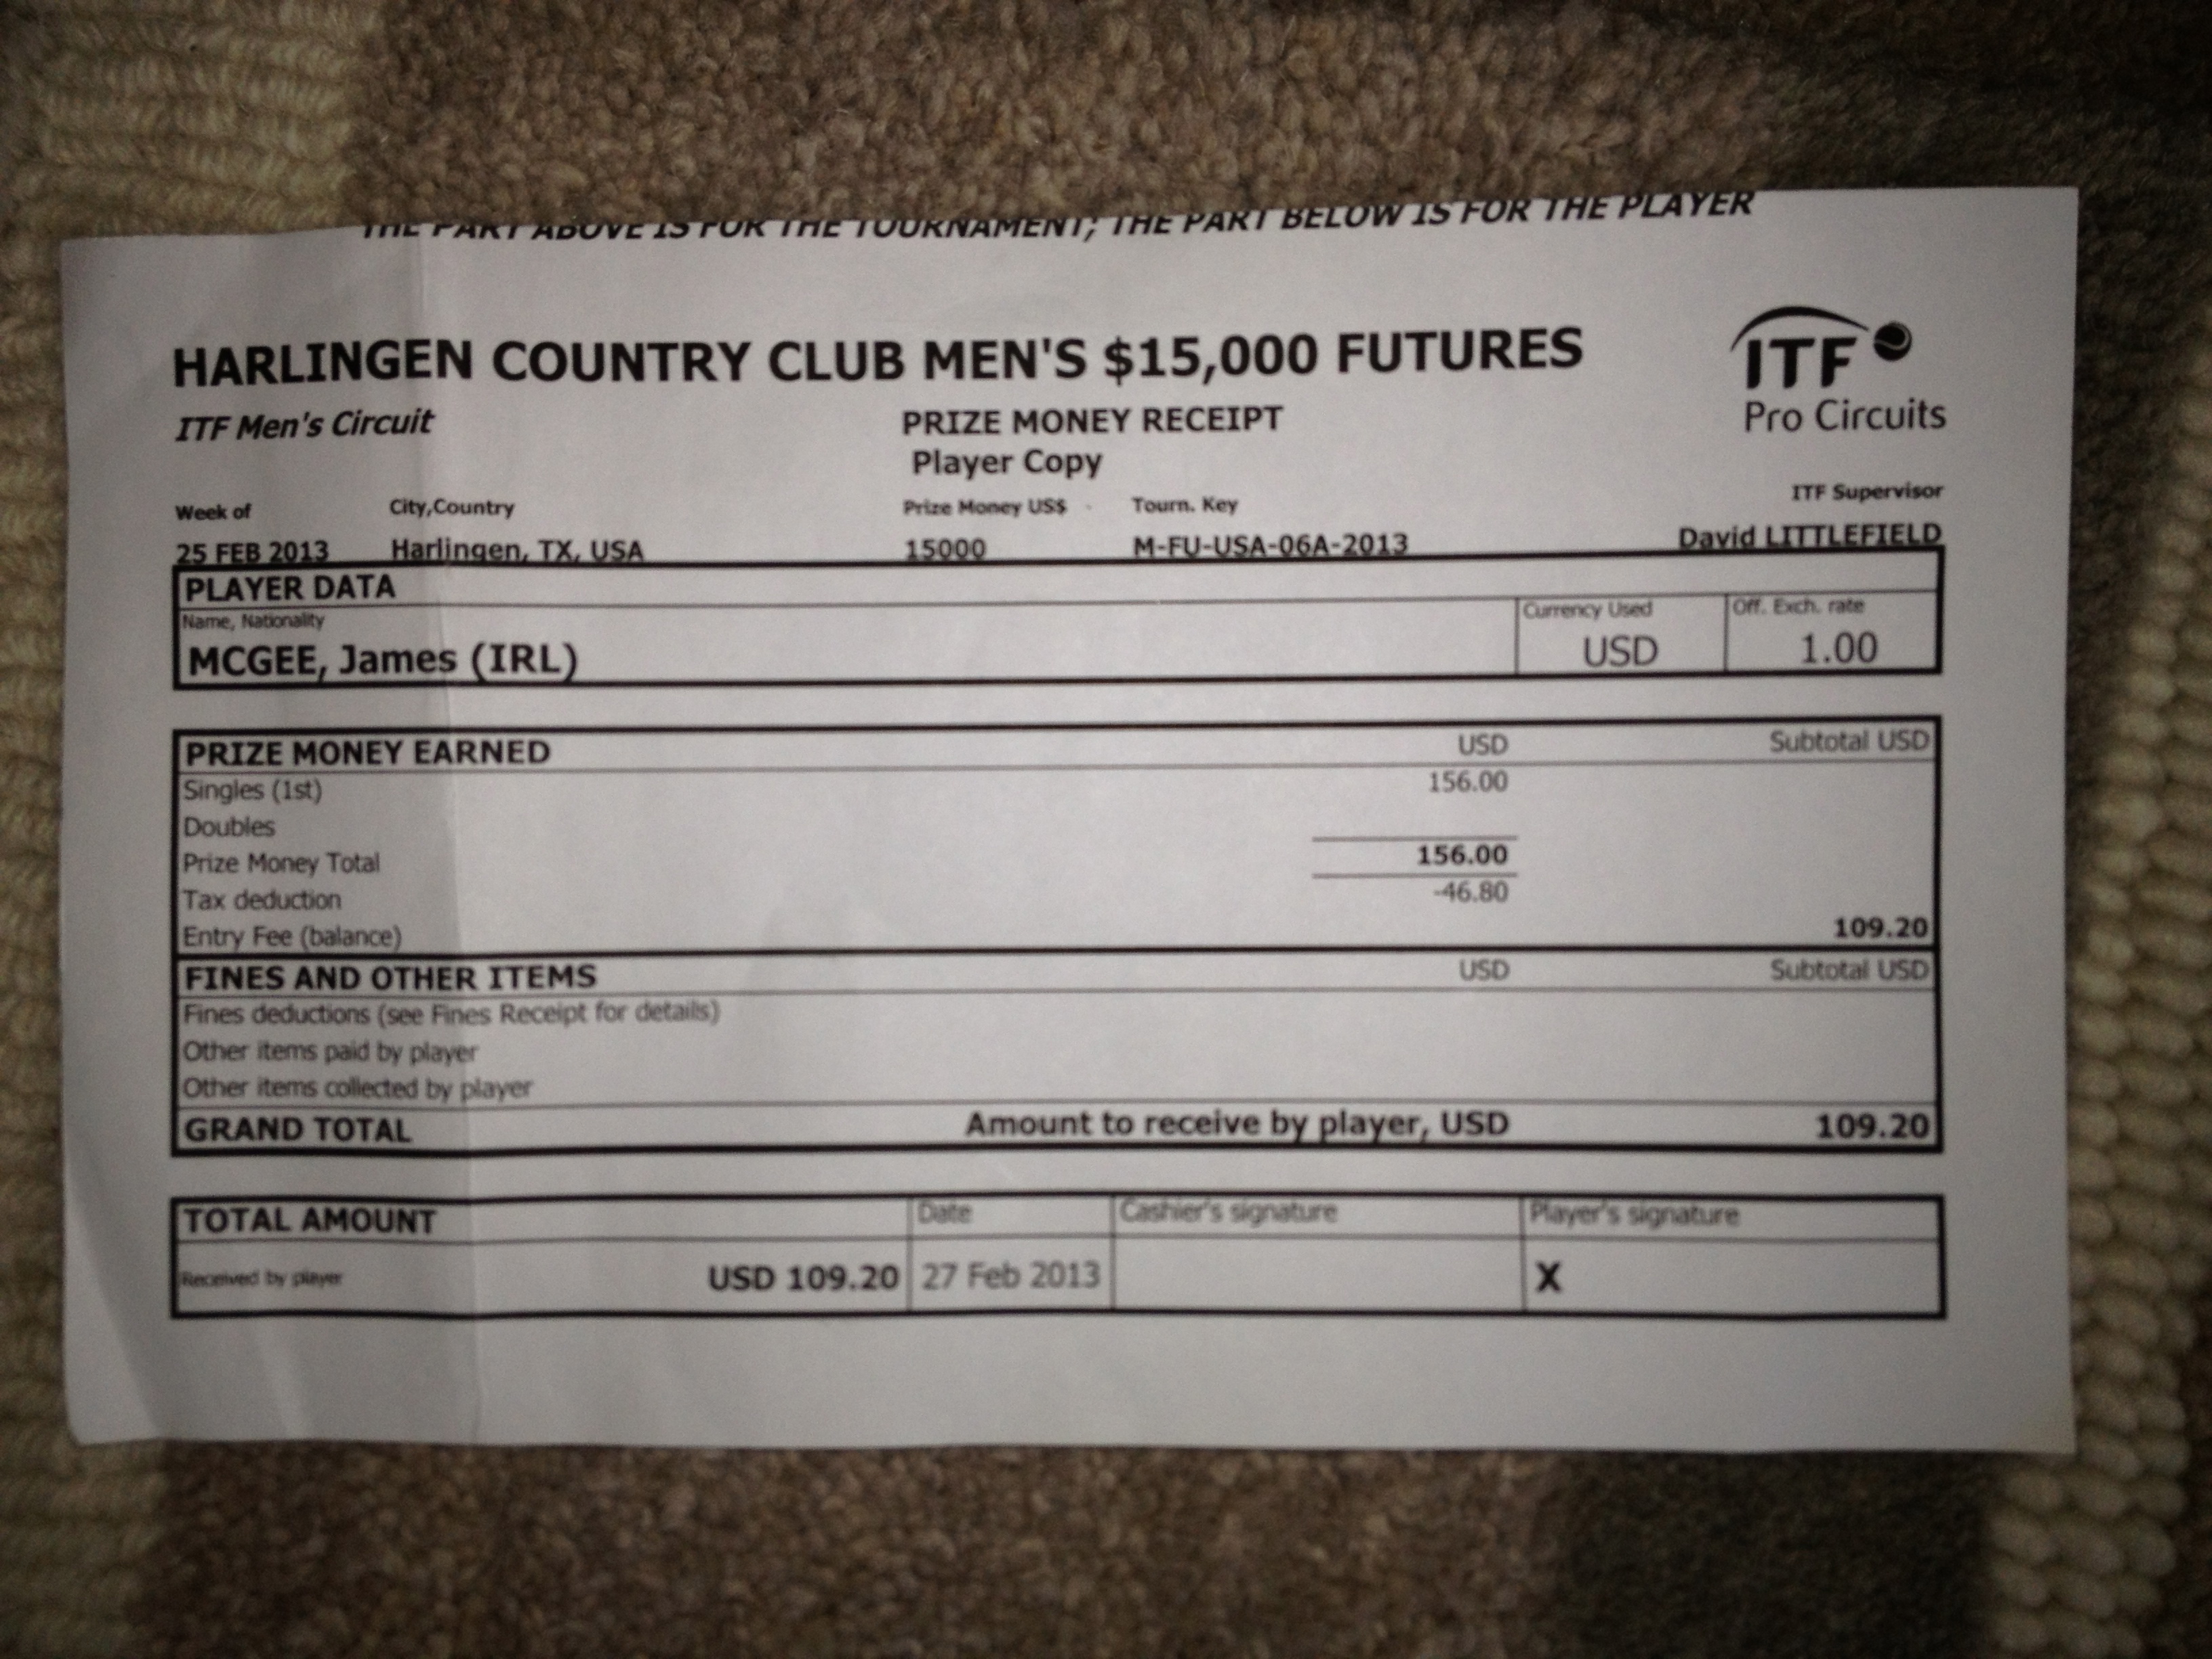 THE PART ABOVE IS FOR THE TOURNAMENT; THE PART BELOW IS FOR THE PLAYER
HARLINGEN COUNTRY CLUB MEN'S $15,000 FUTURES
ITF
Pro Circuits
ITF Men's Circuit
PRIZE MONEY RECEIPT
Player Copy
Week of City,Country Prize Money US$ Tourn. Key ITF Supervisor
25 FEB 2013 Harlingen, TX, USA 15000 M-FU-USA-06A-2013 David LITTLEFIELD
PLAYER DATA
Name, Nationality Currency Used Off. Exch. rate
MCGEE, James (IRL) USD 1.00
PRIZE MONEY EARNED USD Subtotal USD
Singles (1st) 156.00
Doubles
Prize Money Total 156.00
Tax deduction -46.80
Entry Fee (balance) 109.20
FINES AND OTHER ITEMS USD Subtotal USD
Fines deductions (see Fines Receipt for details)
Other items paid by player
Other items collected by player
GRAND TOTAL Amount to receive by player, USD 109.20
TOTAL AMOUNT Date Cashier's signature Player's signature
Received by player USD 109.20 27 Feb 2013 X